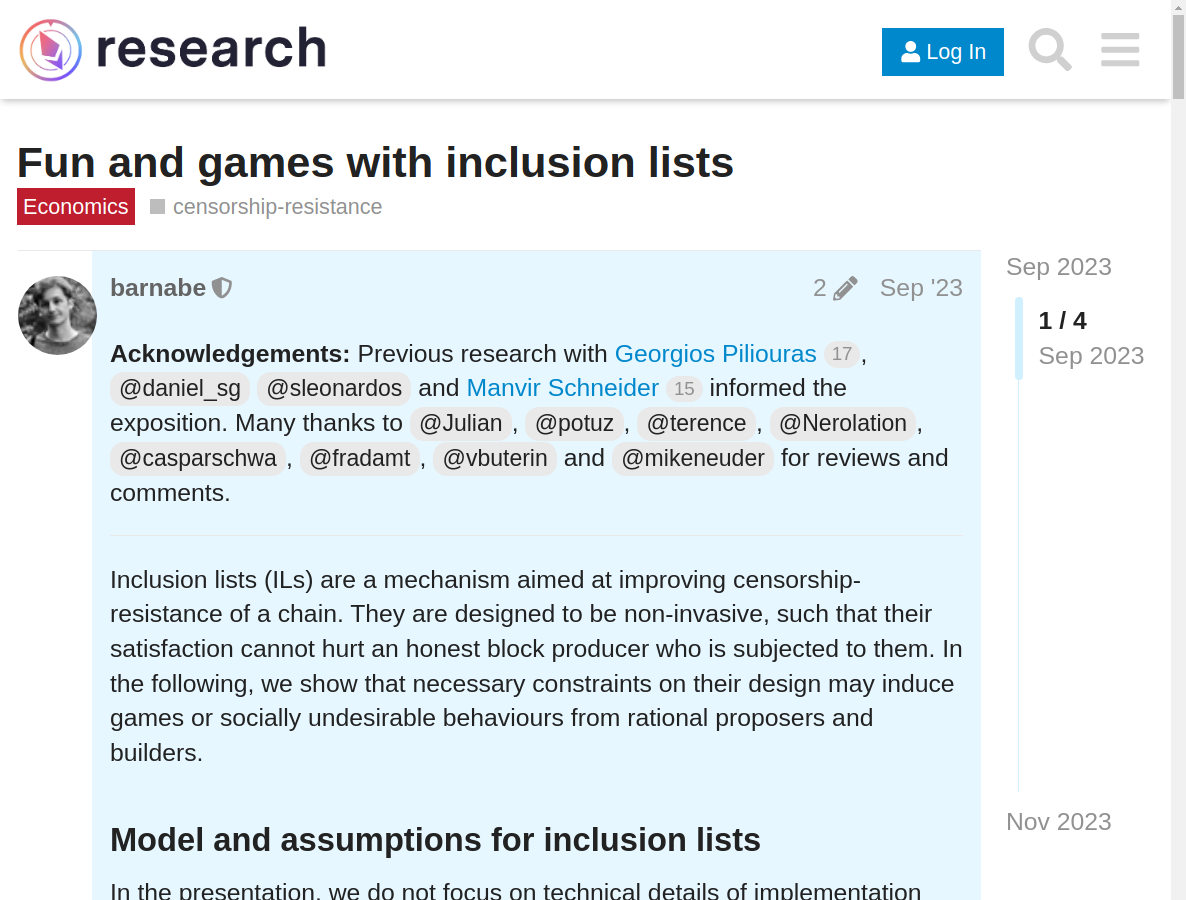 research
Log In
Fun and games with inclusion lists
Economics censorship-resistance
barnabe 2 Sep '23
Acknowledgements: Previous research with Georgios Piliouras 17 ,
@daniel_sg @sleonardos and Manvir Schneider 15 informed the
exposition. Many thanks to @Julian , @potuz , @terence , @Nerolation ,
@casparschwa , @fradamt , @vbuterin and @mikeneuder for reviews and
comments.
Inclusion lists (ILs) are a mechanism aimed at improving censorship-
resistance of a chain. They are designed to be non-invasive, such that their
satisfaction cannot hurt an honest block producer who is subjected to them. In
the following, we show that necessary constraints on their design may induce
games or socially undesirable behaviours from rational proposers and
builders.
Model and assumptions for inclusion lists
In the presentation, we do not focus on technical details of implementation
Sep 2023
1 / 4
Sep 2023
Nov 2023